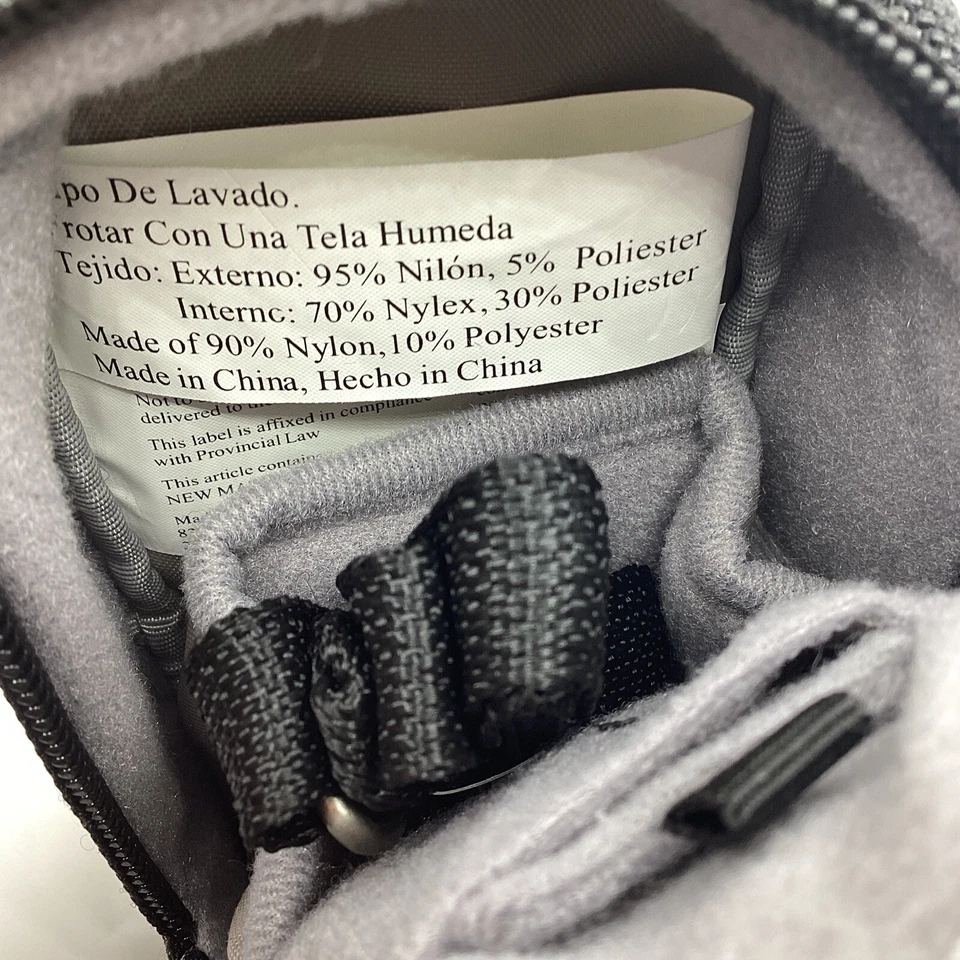 po De Lavado.
rotar Con Una Tela Humeda
Tejido: Externo: 95% Nilón, 5% Poliester
Internc: 70% Nylex, 30% Poliester
Made of 90% Nylon,10% Polyester
Made in China, Hecho in China
Not to
delivered to
This label is affixed in compliance
with Provincial Law
This article contain
NEW MA
Ma